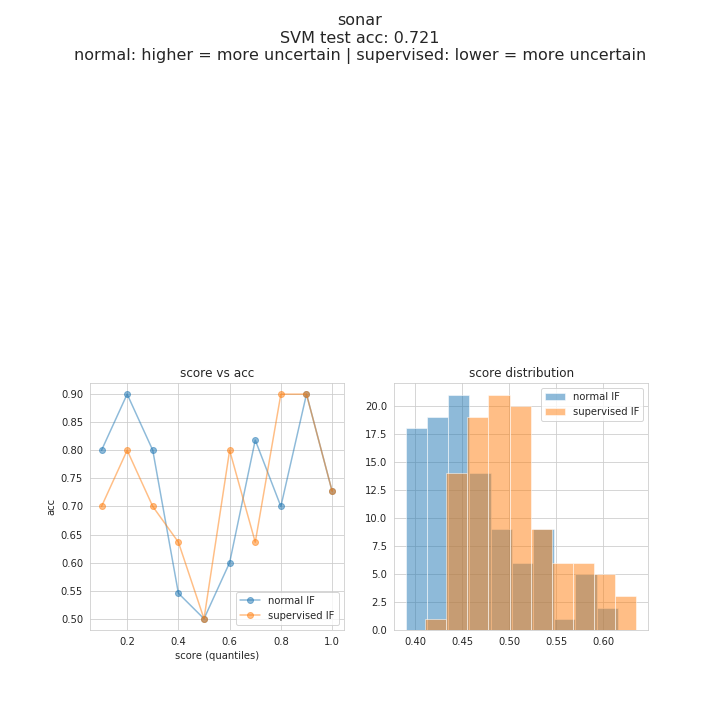 sonar
SVM test acc: 0.721
normal: higher = more uncertain | supervised: lower = more uncertain
score vs acc
0.90
0.85
0.80
0.75
0.70
0.65
0.60
0.55
0.50
acc
0.2
0.4
0.6
0.8
1.0
score (quantiles)
normal IF
supervised IF
score distribution
20.0
17.5
15.0
12.5
10.0
7.5
5.0
2.5
0.0
0.40
0.45
0.50
0.55
0.60
normal IF
supervised IF